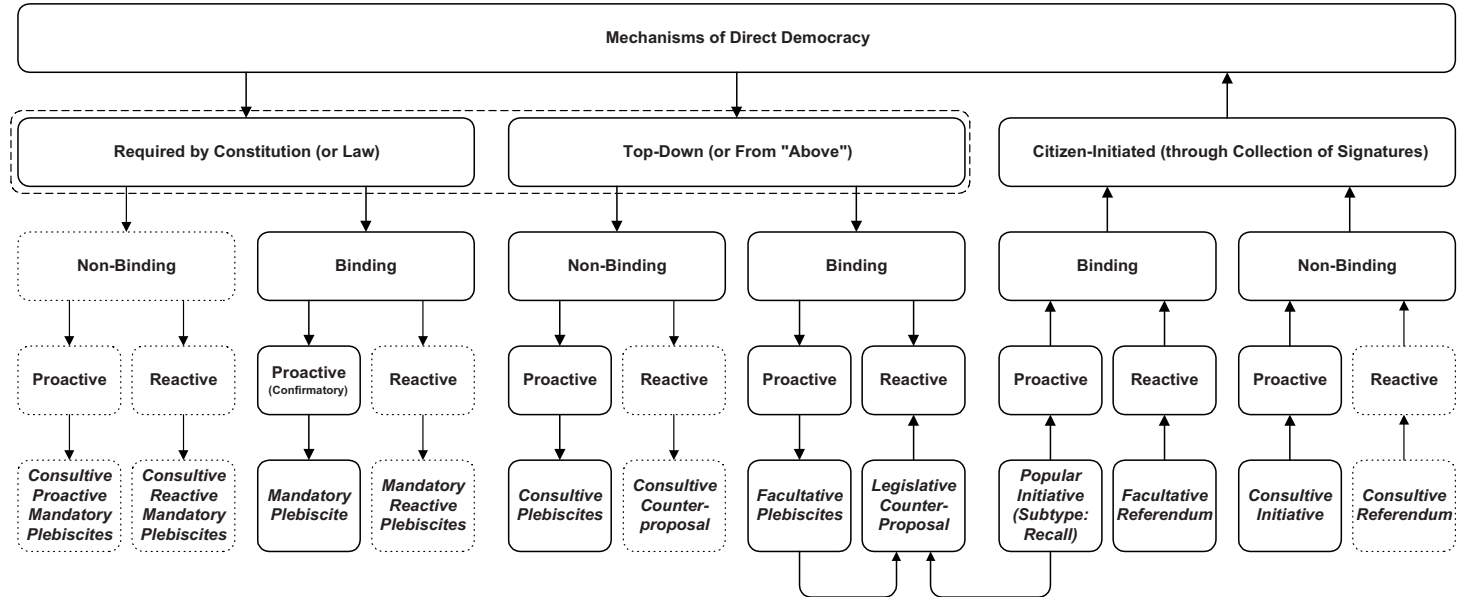 Mechanisms of Direct Democracy
Required by Constitution (or Law)
Top-Down (or From "Above")
Citizen-Initiated (through Collection of Signatures)
Non-Binding
Binding
Non-Binding
Binding
Binding
Non-Binding
Proactive
Reactive
Proactive
(Confirmatory)
Reactive
Proactive
Reactive
Proactive
Reactive
Proactive
Reactive
Proactive
Reactive
Consultive
Proactive
Mandatory
Plebiscites
Consultive
Reactive
Mandatory
Plebiscites
Mandatory
Plebiscite
Mandatory
Reactive
Plebiscites
Consultive
Plebiscites
Consultive
Counter-
proposal
Facultative
Plebiscites
Legislative
Counter-
Proposal
Popular
Initiative
(Subtype:
Recall)
Facultative
Referendum
Consultive
Initiative
Consultive
Referendum